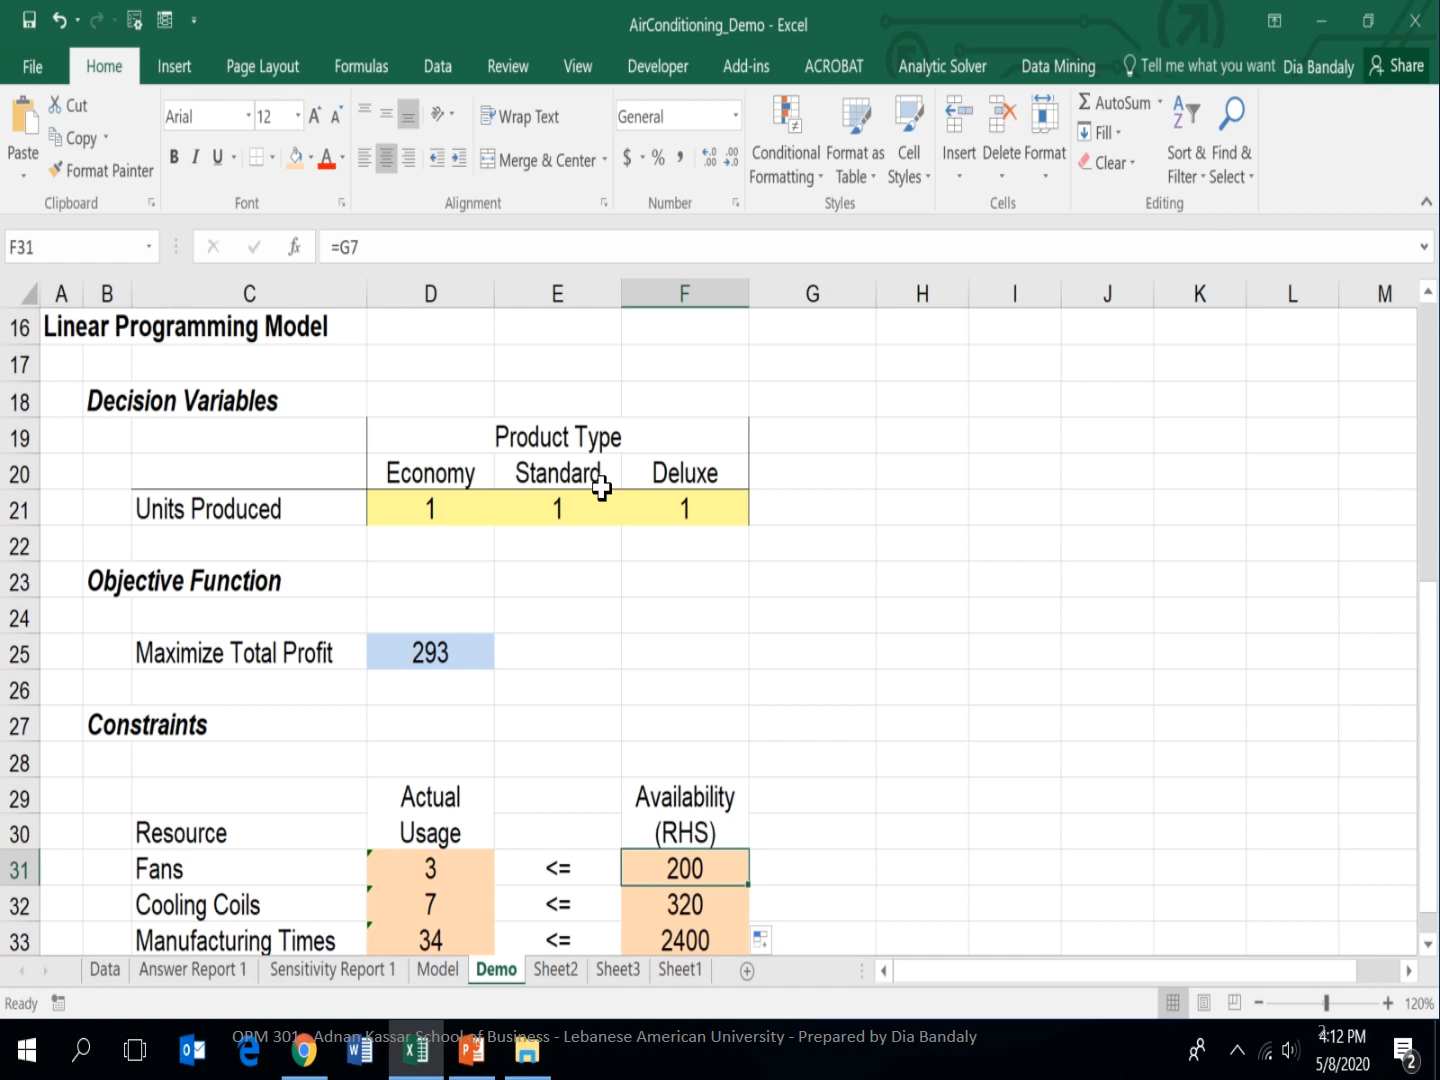 AirConditioning_Demo - Excel
File Home Insert Page Layout Formulas Data Review View Developer Add-ins ACROBAT Analytic Solver Data Mining Tell me what you want Dia Bandaly Share
Cut
Copy
Format Painter
Paste
Clipboard
Arial 12
B I U
Font
Wrap Text
Merge & Center
Alignment
General
$ % ,
Number
Conditional Formatting
Format as Table
Cell Styles
Styles
Insert Delete Format
Cells
AutoSum
Fill
Clear
Sort & Filter
Find & Select
Editing
F31 fx =G7
A B C D E F G H I J K L M
16 Linear Programming Model
17
18 Decision Variables
19 Product Type
20 Economy Standard Deluxe
21 Units Produced 1 1 1
22
23 Objective Function
24
25 Maximize Total Profit 293
26
27 Constraints
28
29 Actual Availability
30 Resource Usage (RHS)
31 Fans 3 <= 200
32 Cooling Coils 7 <= 320
33 Manufacturing Times 34 <= 2400
Data Answer Report 1 Sensitivity Report 1 Model Demo Sheet2 Sheet3 Sheet1
Ready 120%
OPM 301 - Adnan Kassar School of Business - Lebanese American University - Prepared by Dia Bandaly
4:12 PM
5/8/2020
2